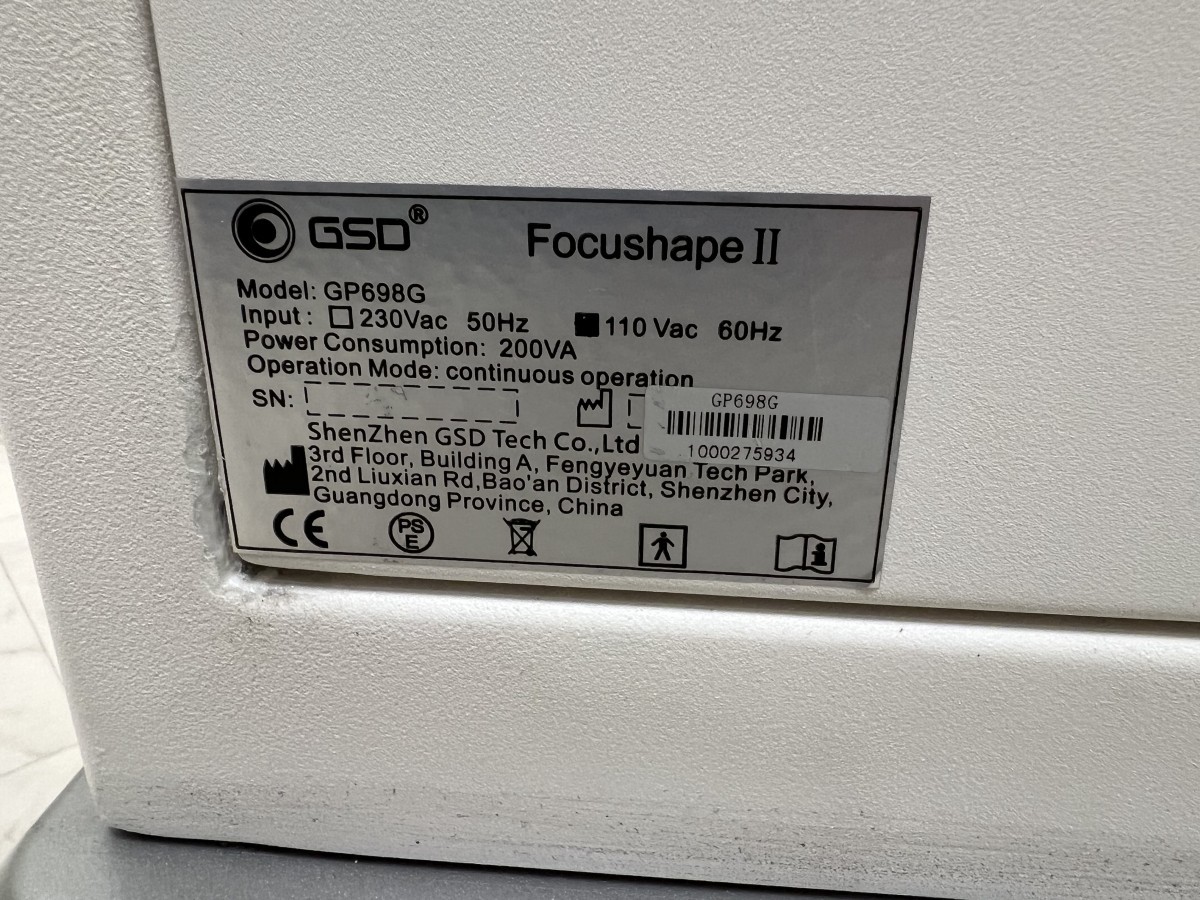 GSD®
Focushape II
Model: GP698G
Input: 230Vac 50Hz 110 Vac 60Hz
Power Consumption: 200VA
Operation Mode: continuous operation
SN:
GP698G
1000275934
ShenZhen GSD Tech Co.,Ltd
3rd Floor, Building A, Fengyeyuan Tech Park,
2nd Liuxian Rd,Bao'an District, Shenzhen City,
Guangdong Province, China
CE
PS
E